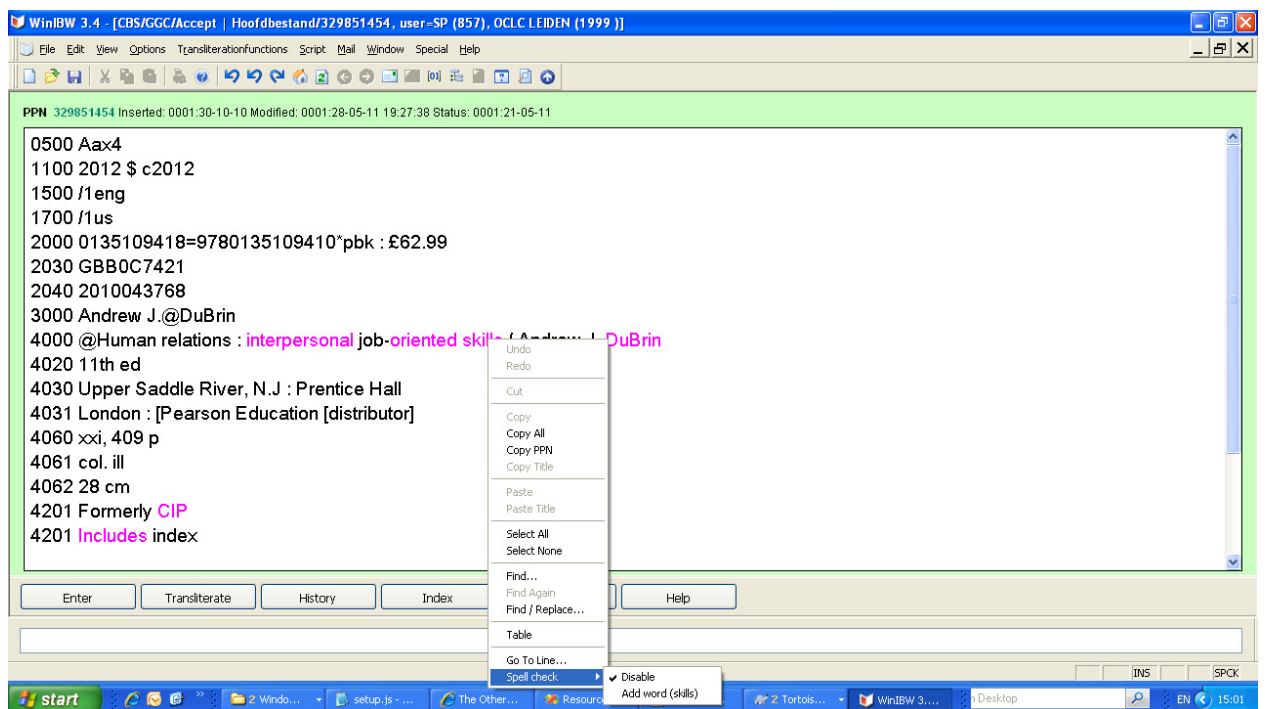 WinIBW 3.4 - [CBS/GGC/Accept | Hoofdbestand/329851454, user=SP (857), OCLC LEIDEN (1999 )]
File Edit View Options Transliterationfunctions Script Mail Window Special Help
PPN 329851454 Inserted: 0001:30-10-10 Modified: 0001:28-05-11 19:27:38 Status: 0001:21-05-11
0500 Aax4
1100 2012 $ c2012
1500 /1eng
1700 /1us
2000 0135109418=9780135109410*pbk : £62.99
2030 GBB0C7421
2040 2010043768
3000 Andrew J.@DuBrin
4000 @Human relations : interpersonal job-oriented skills / Andrew J. DuBrin
4020 11th ed
4030 Upper Saddle River, N.J : Prentice Hall
4031 London : [Pearson Education [distributor]
4060 xxi, 409 p
4061 col. ill
4062 28 cm
4201 Formerly CIP
4201 Includes index
Undo
Redo
Cut
Copy
Copy All
Copy PPN
Copy Title
Paste
Paste Title
Select All
Select None
Find...
Find Again
Find / Replace...
Table
Go To Line...
Spell check
Disable
Add word (skills)
Enter Transliterate History Index Help
INS SPCK
start 2 Windo... setup.js - ... The Other... Resourc 2 Tortois... WinIBW 3.... Desktop EN 15:01